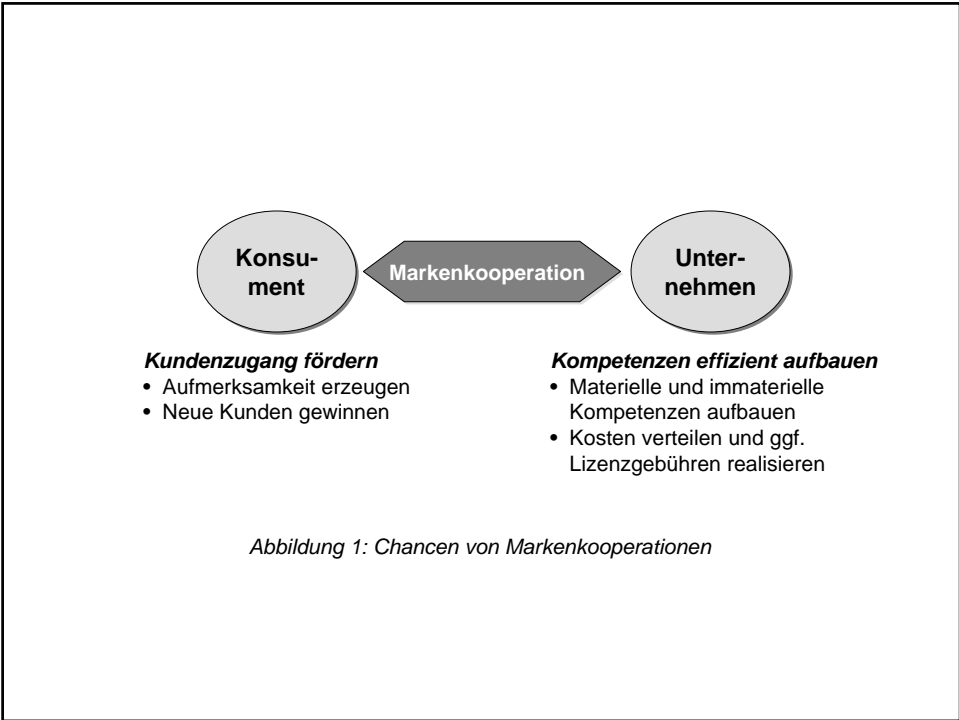 Konsu-
ment
Markenkooperation
Unter-
nehmen
Kundenzugang fördern
• Aufmerksamkeit erzeugen
• Neue Kunden gewinnen
Kompetenzen effizient aufbauen
• Materielle und immaterielle
Kompetenzen aufbauen
• Kosten verteilen und ggf.
Lizenzgebühren realisieren
Abbildung 1: Chancen von Markenkooperationen